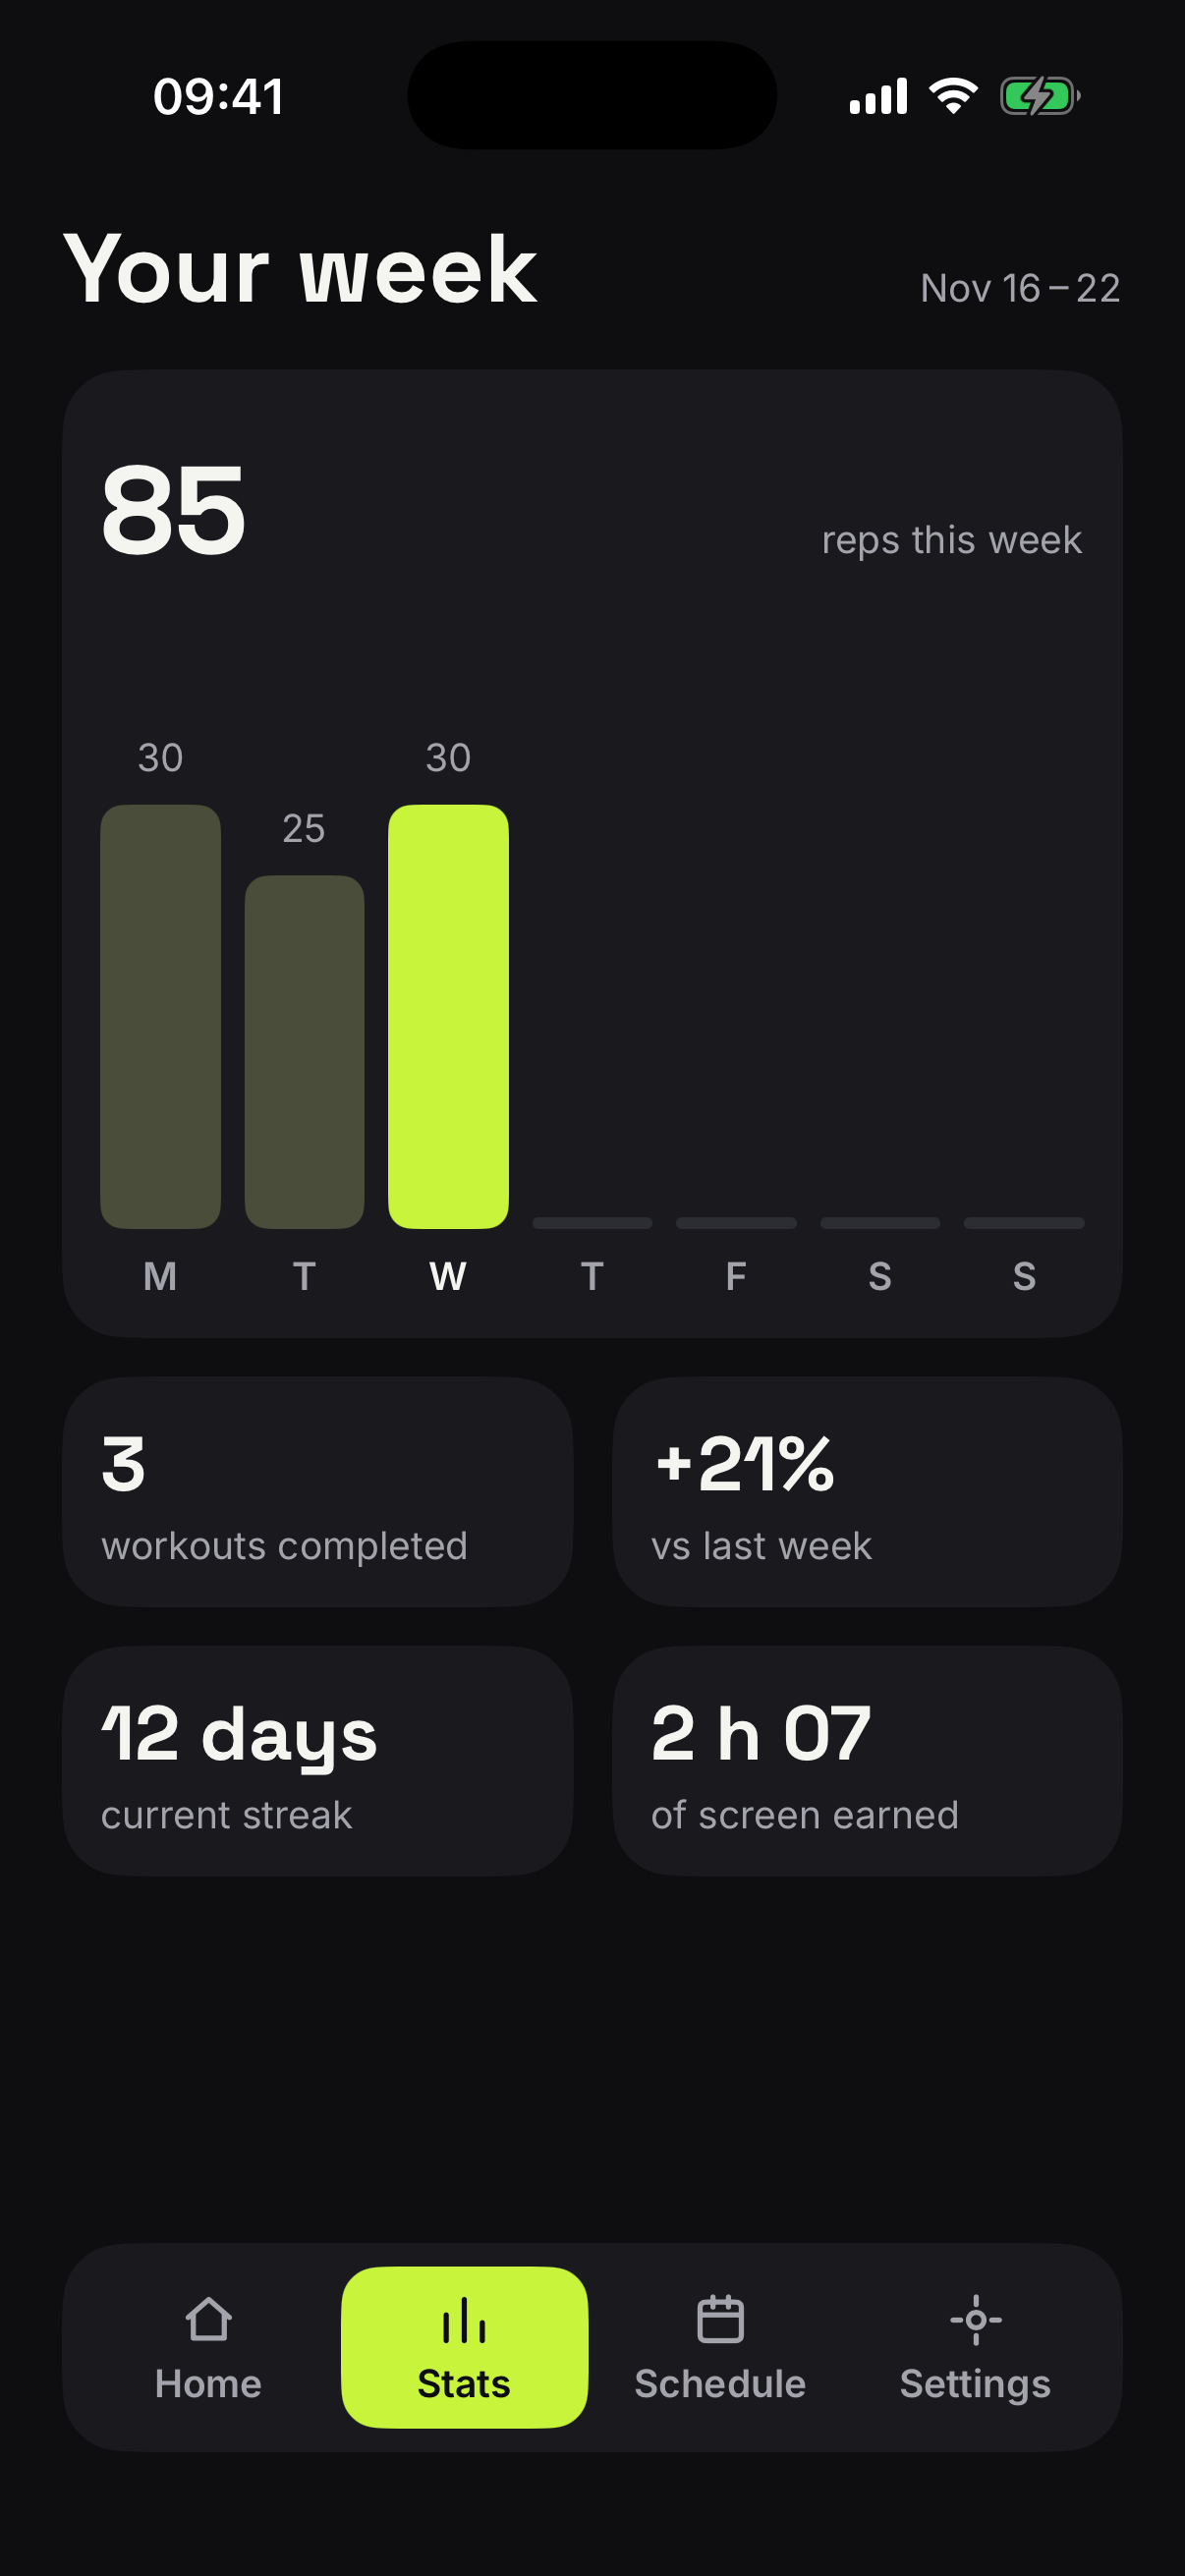 09:41
Your week
Nov 16 – 22
85
reps this week
30
25
30
M T W T F S S
3
workouts completed
+21%
vs last week
12 days
current streak
2 h 07
of screen earned
Home Stats Schedule Settings